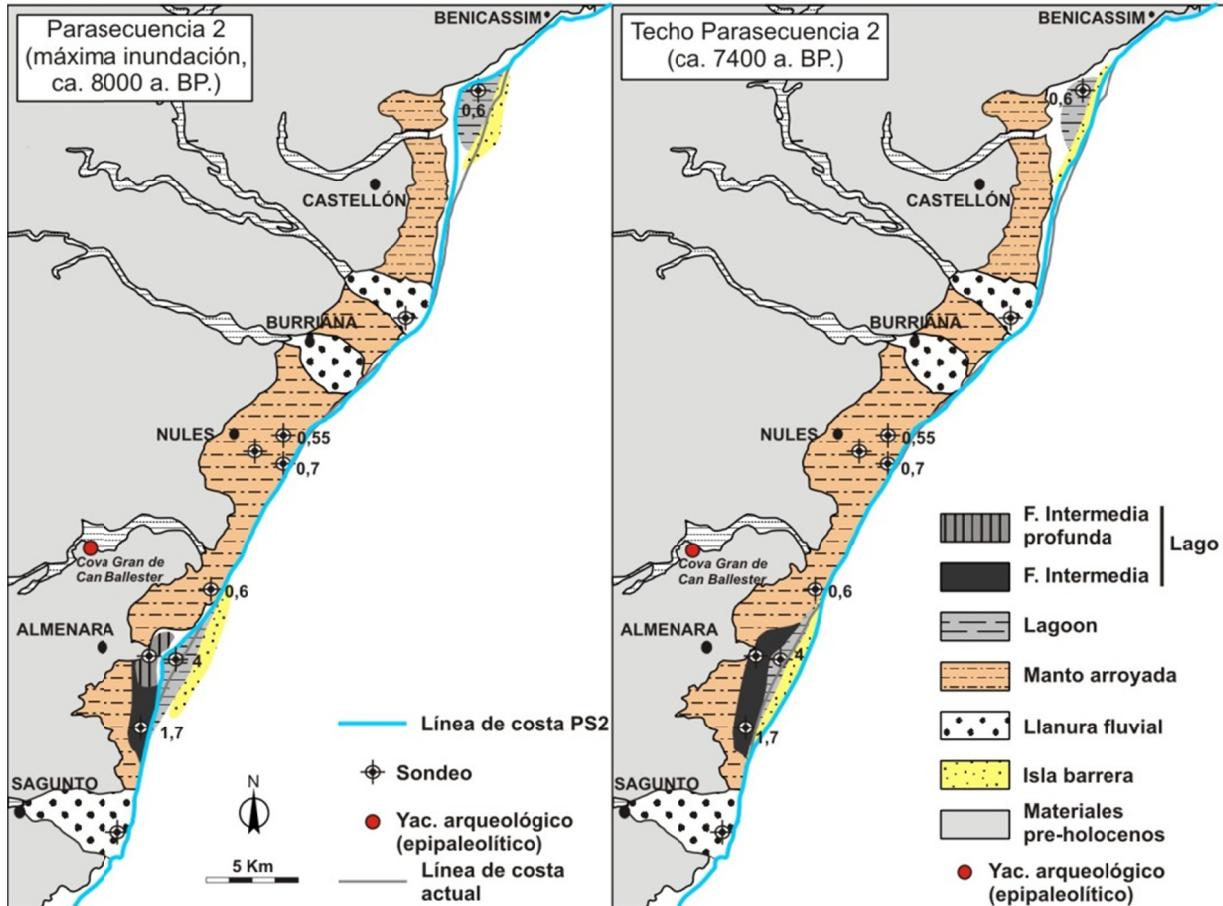 Parasecuencia 2
(máxima inundación,
ca. 8000 a. BP.)
BENICASSIM
0,6
CASTELLÓN
BURRIANA
NULES
0,55
0,7
Cova Gran de
Can Ballester
0,6
ALMENARA
4
1,7
SAGUNTO
N
5 Km
Línea de costa PS2
Sondeo
Yac. arqueológico
(epipaleolítico)
Línea de costa
actual
Techo Parasecuencia 2
(ca. 7400 a. BP.)
BENICASSIM
0,6
CASTELLÓN
BURRIANA
NULES
0,55
0,7
Cova Gran de
Can Ballester
0,6
ALMENARA
4
1,7
SAGUNTO
F. Intermedia
profunda
Lago
F. Intermedia
Lagoon
Manto arroyada
Llanura fluvial
Isla barrera
Materiales
pre-holocenos
Yac. arqueológico
(epipaleolítico)